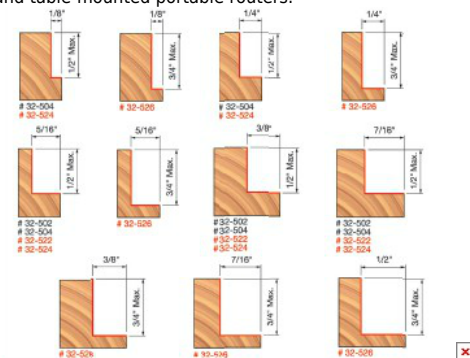 and table mounted portable routers.
1/8" 1/8" 1/4" 1/4"
1/2" Max. 3/4" Max. 1/2" Max. 3/4" Max.
# 32-504 # 32-526 # 32-504 # 32-526
# 32-524 # 32-524
5/16" 5/16" 3/8" 7/16"
1/2" Max. 3/4" Max. 1/2" Max. 1/2" Max.
# 32-502 # 32-526 #32-502 # 32-502
# 32-504 #32-504 # 32-504
# 32-522 #32-522 # 32-522
# 32-524 #32-524 # 32-524
3/8" 7/16" 1/2"
3/4" Max. 3/4" Max. 3/4" Max.
# 32-526 # 32-526 # 32-526